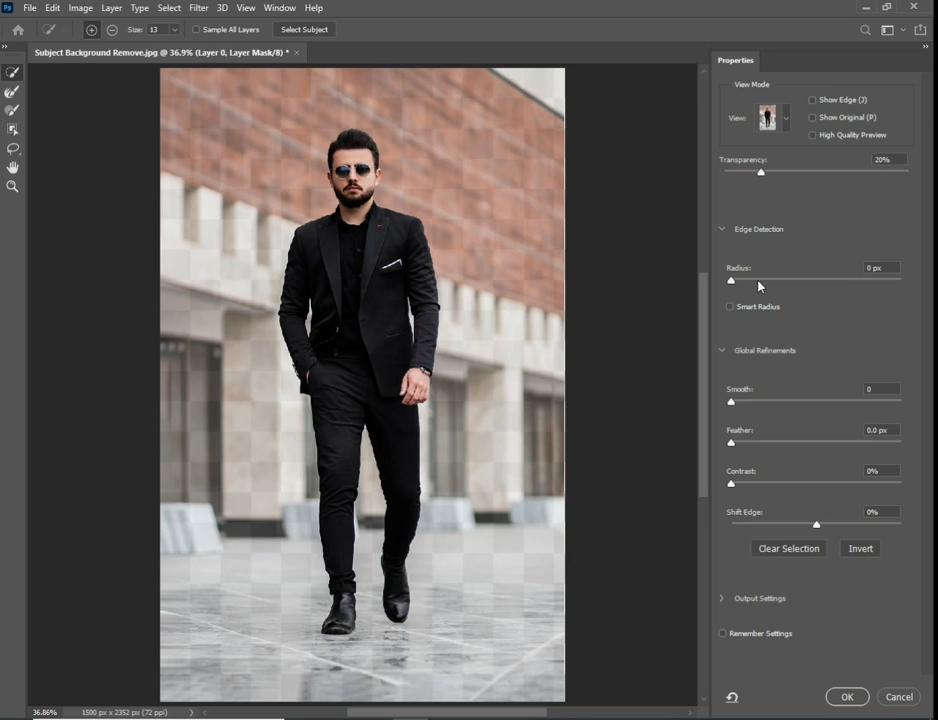 Ps File Edit Image Layer Type Select Filter 3D View Window Help
Size: 13 Sample All Layers Select Subject
Subject Background Remove.jpg @ 36.9% (Layer 0, Layer Mask/8) * ×
Properties
View Mode
Show Edge (J)
View: Show Original (P)
High Quality Preview
Transparency: 20%
Edge Detection
Radius: 0 px
Smart Radius
Global Refinements
Smooth: 0
Feather: 0.0 px
Contrast: 0%
Shift Edge: 0%
Clear Selection Invert
Output Settings
Remember Settings
OK Cancel
36.86% 1500 px x 2352 px (72 ppi)